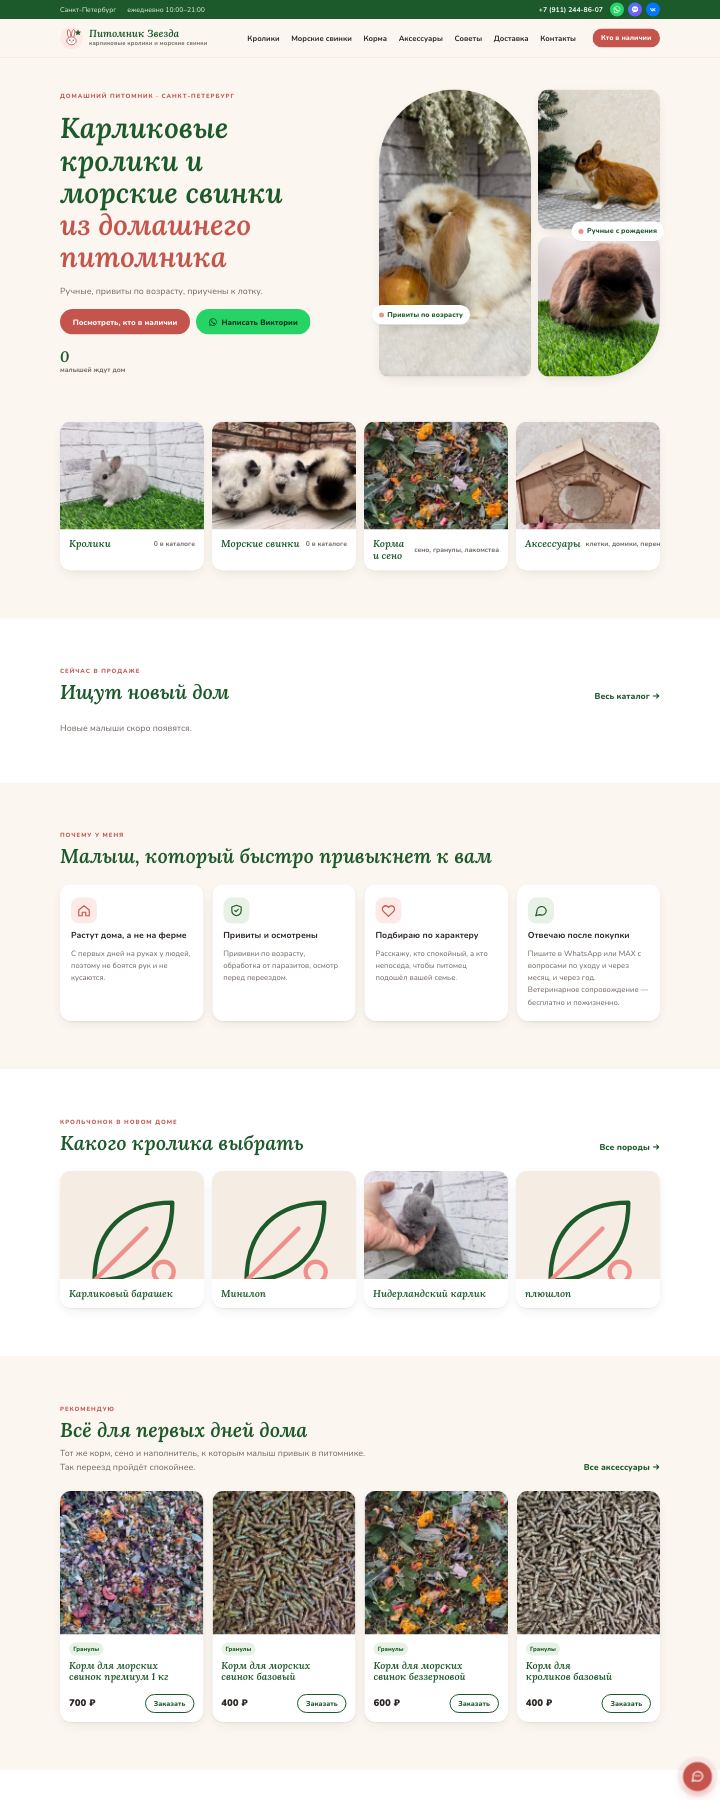 Санкт-Петербург ежедневно 10:00–21:00 +7 (911) 244-86-07
Питомник Звезда
карликовые кролики и морские свинки
Кролики Морские свинки Корма Аксессуары Советы Доставка Контакты Кто в наличии
ДОМАШНИЙ ПИТОМНИК · САНКТ-ПЕТЕРБУРГ
Карликовые
кролики и
морские свинки
из домашнего
питомника
Ручные, привиты по возрасту, приучены к лотку.
Посмотреть, кто в наличии Написать Виктории
0
малышей ждут дом
Ручные с рождения
Привиты по возрасту
Кролики 0 в каталоге
Морские свинки 0 в каталоге
Корма
и сено
сено, гранулы, лакомства
Аксессуары клетки, домики, перен
СЕЙЧАС В ПРОДАЖЕ
Ищут новый дом
Весь каталог →
Новые малыши скоро появятся.
ПОЧЕМУ У МЕНЯ
Малыш, который быстро привыкнет к вам
Растут дома, а не на ферме
С первых дней на руках у людей,
поэтому не боятся рук и не
кусаются.
Привиты и осмотрены
Прививки по возрасту,
обработка от паразитов, осмотр
перед переездом.
Подбираю по характеру
Расскажу, кто спокойный, а кто
непоседа, чтобы питомец
подошёл вашей семье.
Отвечаю после покупки
Пишите в WhatsApp или MAX с
вопросами по уходу и через
месяц, и через год.
Ветеринарное сопровождение —
бесплатно и пожизненно.
КРОЛЬЧОНОК В НОВОМ ДОМЕ
Какого кролика выбрать
Все породы →
Карликовый барашек
Минилоп
Нидерландский карлик
плюшлоп
РЕКОМЕНДУЮ
Всё для первых дней дома
Тот же корм, сено и наполнитель, к которым малыш привык в питомнике.
Так переезд пройдёт спокойнее.
Все аксессуары →
Гранулы
Корм для морских
свинок премиум 1 кг
700 ₽ Заказать
Гранулы
Корм для морских
свинок базовый
400 ₽ Заказать
Гранулы
Корм для морских
свинок беззерновой
600 ₽ Заказать
Гранулы
Корм для
кроликов базовый
400 ₽ Заказать